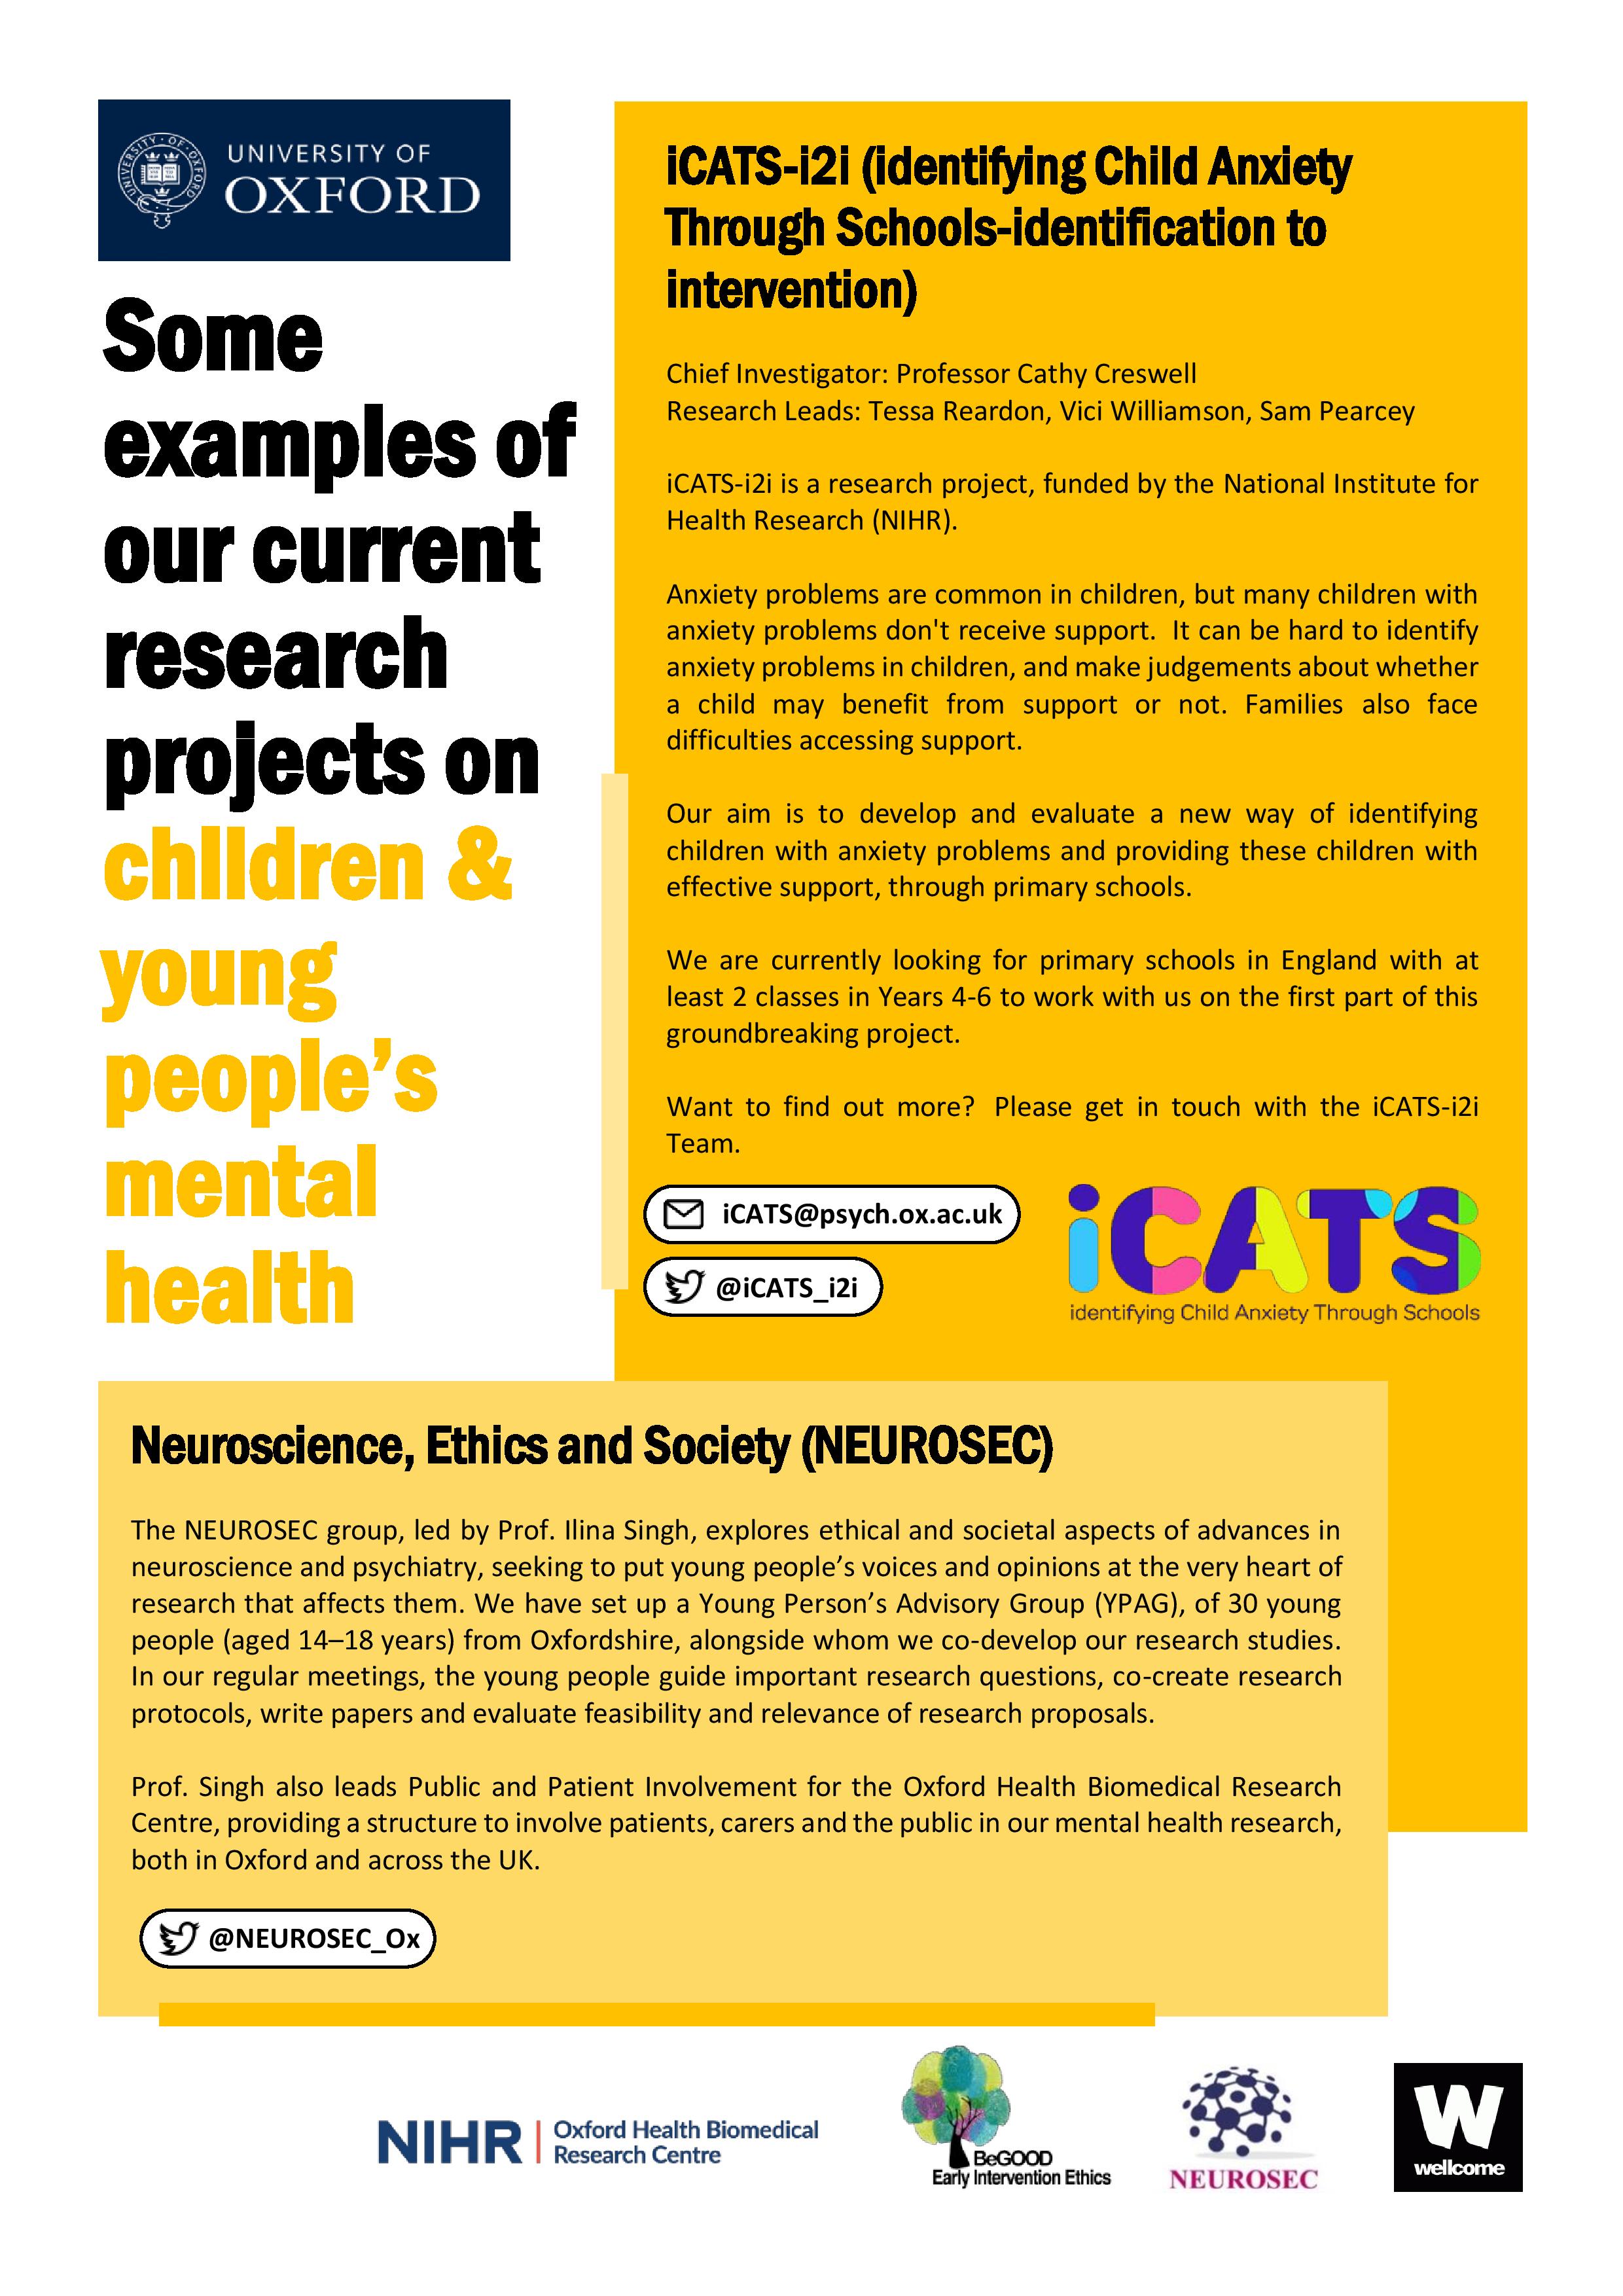 UNIVERSITY OF
OXFORD
Some
examples of
our current
research
projects on
children &
young
people's
mental
health
iCATS-i2i (identifying Child Anxiety
Through Schools-identification to
intervention)
Chief Investigator: Professor Cathy Creswell
Research Leads: Tessa Reardon, Vici Williamson, Sam Pearcey
iCATS-i2i is a research project, funded by the National Institute for
Health Research (NIHR).
Anxiety problems are common in children, but many children with
anxiety problems don't receive support. It can be hard to identify
anxiety problems in children, and make judgements about whether
a child may benefit from support or not. Families also face
difficulties accessing support.
Our aim is to develop and evaluate a new way of identifying
children with anxiety problems and providing these children with
effective support, through primary schools.
We are currently looking for primary schools in England with at
least 2 classes in Years 4-6 to work with us on the first part of this
groundbreaking project.
Want to find out more? Please get in touch with the iCATS-i2i
Team.
iCATS@psych.ox.ac.uk
@iCATS_i2i
iCATS
identifying Child Anxiety Through Schools
Neuroscience, Ethics and Society (NEUROSEC)
The NEUROSEC group, led by Prof. Ilina Singh, explores ethical and societal aspects of advances in
neuroscience and psychiatry, seeking to put young people's voices and opinions at the very heart of
research that affects them. We have set up a Young Person's Advisory Group (YPAG), of 30 young
people (aged 14–18 years) from Oxfordshire, alongside whom we co-develop our research studies.
In our regular meetings, the young people guide important research questions, co-create research
protocols, write papers and evaluate feasibility and relevance of research proposals.
Prof. Singh also leads Public and Patient Involvement for the Oxford Health Biomedical Research
Centre, providing a structure to involve patients, carers and the public in our mental health research,
both in Oxford and across the UK.
@NEUROSEC_Ox
NIHR | Oxford Health Biomedical
Research Centre
BeGOOD
Early Intervention Ethics
NEUROSEC
W
wellcome